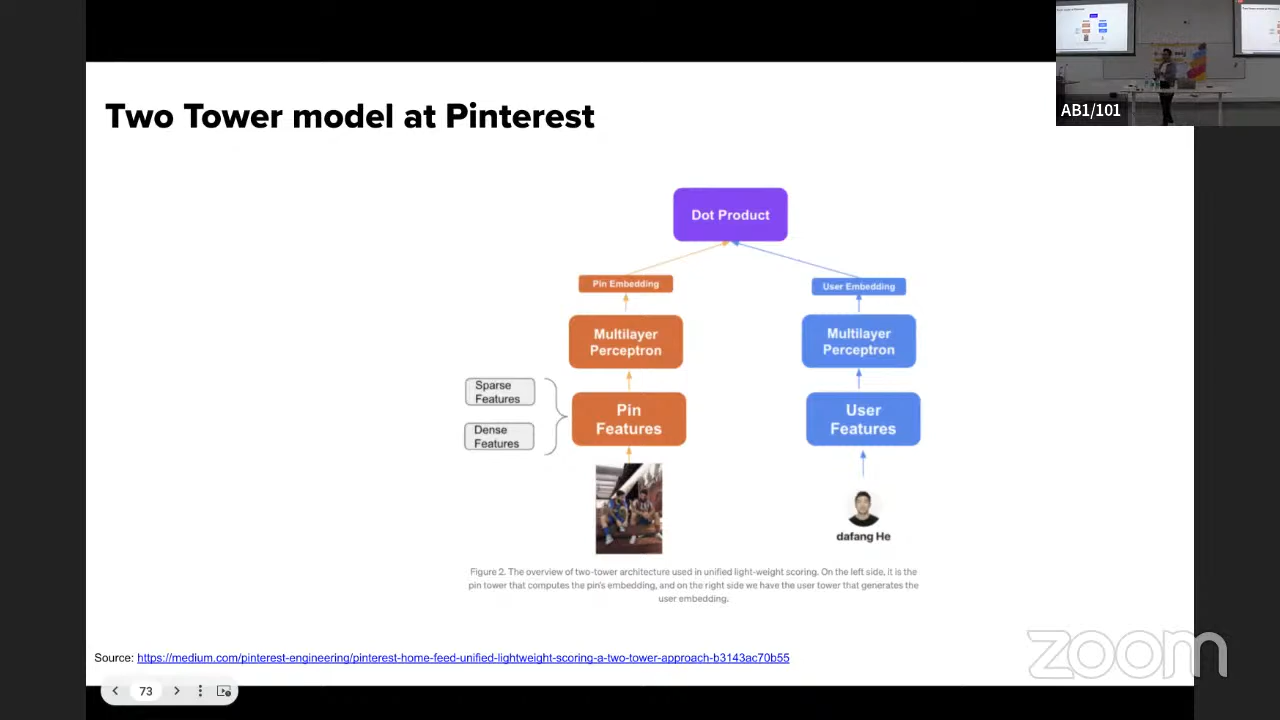 Two Tower model at Pinterest
AB1/101
Dot Product
Pin Embedding
User Embedding
Multilayer
Perceptron
Multilayer
Perceptron
Sparse
Features
Dense
Features
Pin
Features
User
Features
dafang He
Figure 2. The overview of two-tower architecture used in unified light-weight scoring. On the left side, it is the
pin tower that computes the pin's embedding, and on the right side we have the user tower that generates the
user embedding.
Source: https://medium.com/pinterest-engineering/pinterest-home-feed-unified-lightweight-scoring-a-two-tower-approach-b3143ac70b55
zoom
73